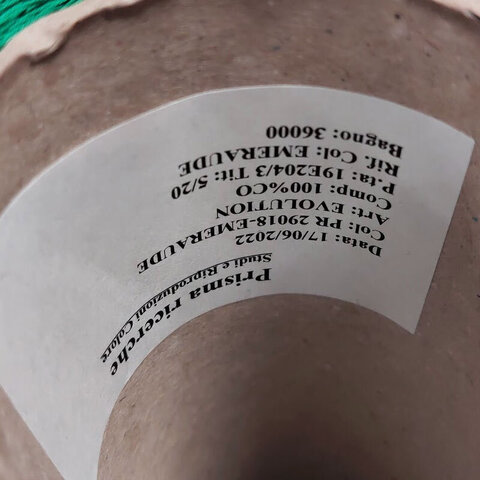 Prisma ricerche
Studi e Riproduzioni Colore
Data: 17/06/2022
Col: PR 29018-EMERAUDE
Art: EVOLUTION
Comp: 100%CO
P.ta: 19E204/3 Tit: 5/20
Rif. Col: EMERAUDE
Bagno: 36000